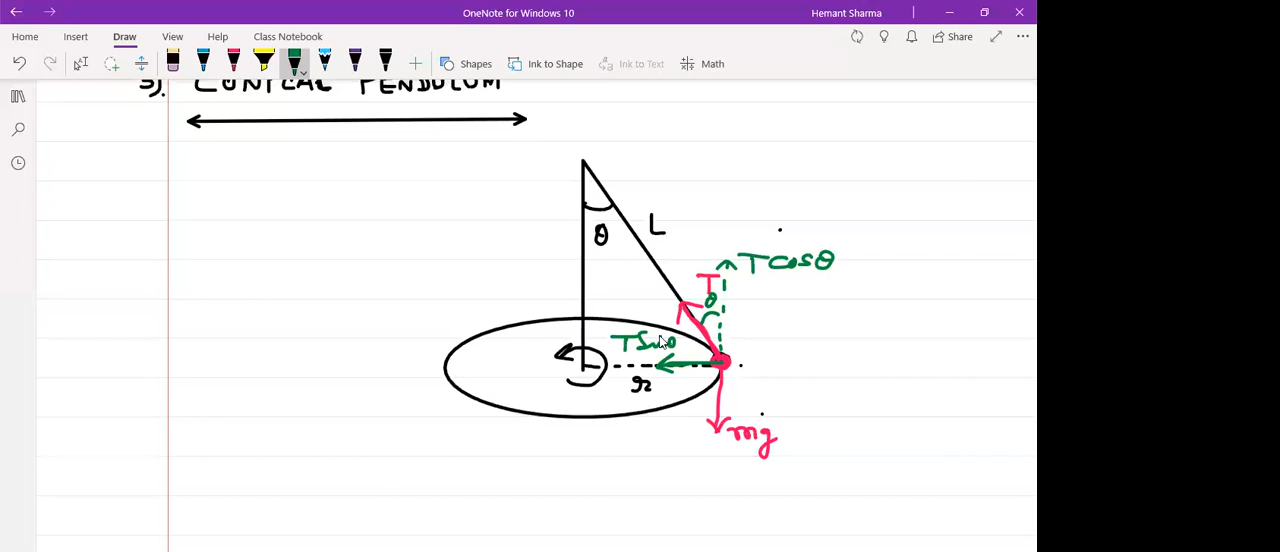 OneNote for Windows 10
Hemant Sharma
Home Insert Draw View Help Class Notebook
Shapes Ink to Shape Ink to Text Math Share
3). CONICAL PENDULUM
θ
L
T
θ
Tcosθ
TSinθ
r
mg